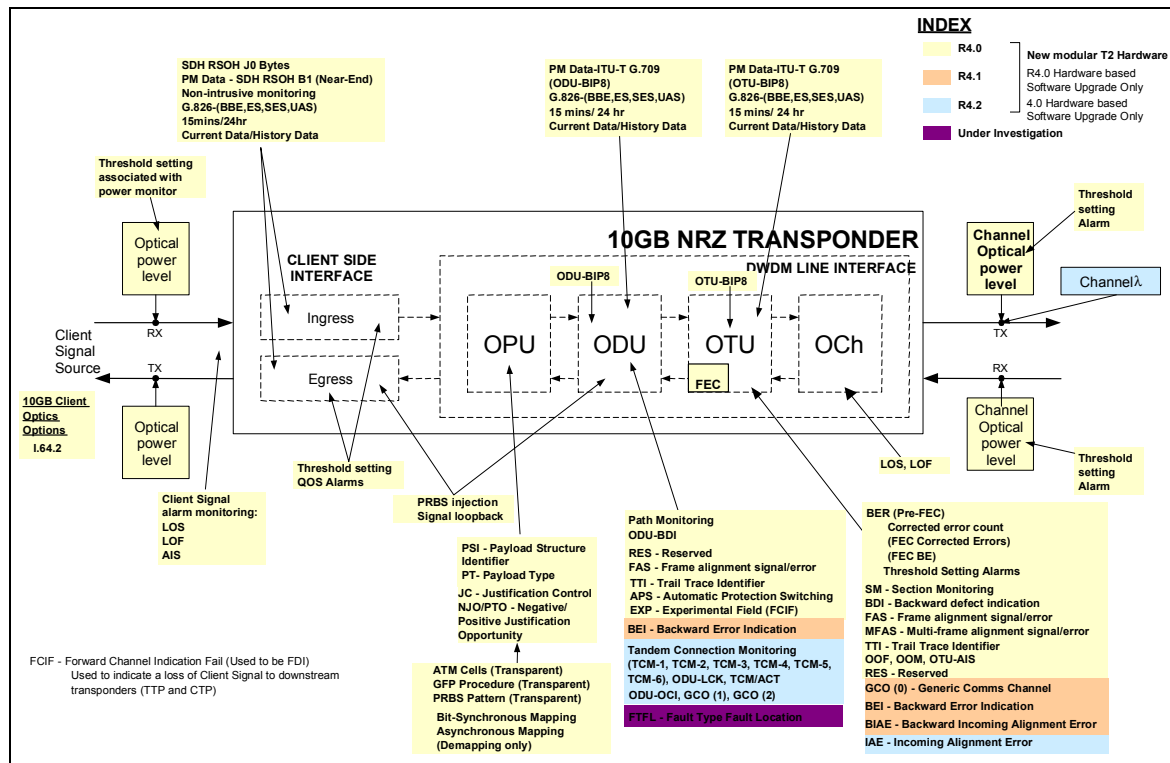 INDEX
R4.0
New modular T2 Hardware
R4.1
R4.0 Hardware based
Software Upgrade Only
R4.2
4.0 Hardware based
Software Upgrade Only
Under Investigation
SDH RSOH J0 Bytes
PM Data - SDH RSOH B1 (Near-End)
Non-intrusive monitoring
G.826-(BBE,ES,SES,UAS)
15mins/24hr
Current Data/History Data
PM Data-ITU-T G.709
(ODU-BIP8)
G.826-(BBE,ES,SES,UAS)
15 mins/ 24 hr
Current Data/History Data
PM Data-ITU-T G.709
(OTU-BIP8)
G.826-(BBE,ES,SES,UAS)
15 mins/ 24 hr
Current Data/History Data
Threshold setting
associated with
power monitor
Threshold
setting
Alarm
Optical
power
level
10GB NRZ TRANSPONDER
CLIENT SIDE
INTERFACE
DWDM LINE INTERFACE
ODU-BIP8
OTU-BIP8
Channel
Optical
power
level
Channel λ
Ingress
Egress
OPU
ODU
OTU
OCh
FEC
RX
TX
Client
Signal
Source
TX
RX
10GB Client
Optics
Options
I.64.2
Optical
power
level
Channel
Optical
power
level
Threshold
setting
Alarm
LOS, LOF
Threshold setting
QOS Alarms
PRBS injection
Signal loopback
Client Signal
alarm monitoring:
LOS
LOF
AIS
PSI - Payload Structure
Identifier
PT- Payload Type
JC - Justification Control
NJO/PTO - Negative/
Positive Justification
Opportunity
ATM Cells (Transparent)
GFP Procedure (Transparent)
PRBS Pattern (Transparent)
Bit-Synchronous Mapping
Asynchronous Mapping
(Demapping only)
Path Monitoring
ODU-BDI
RES - Reserved
FAS - Frame alignment signal/error
TTI - Trail Trace Identifier
APS - Automatic Protection Switching
EXP - Experimental Field (FCIF)
BEI - Backward Error Indication
Tandem Connection Monitoring
(TCM-1, TCM-2, TCM-3, TCM-4, TCM-5,
TCM-6), ODU-LCK, TCM/ACT
ODU-OCI, GCO (1), GCO (2)
FTFL - Fault Type Fault Location
BER (Pre-FEC)
Corrected error count
(FEC Corrected Errors)
(FEC BE)
Threshold Setting Alarms
SM - Section Monitoring
BDI - Backward defect indication
FAS - Frame alignment signal/error
MFAS - Multi-frame alignment signal/error
TTI - Trail Trace Identifier
OOF, OOM, OTU-AIS
RES - Reserved
GCO (0) - Generic Comms Channel
BEI - Backward Error Indication
BIAE - Backward Incoming Alignment Error
IAE - Incoming Alignment Error
FCIF - Forward Channel Indication Fail (Used to be FDI)
Used to indicate a loss of Client Signal to downstream
transponders (TTP and CTP)